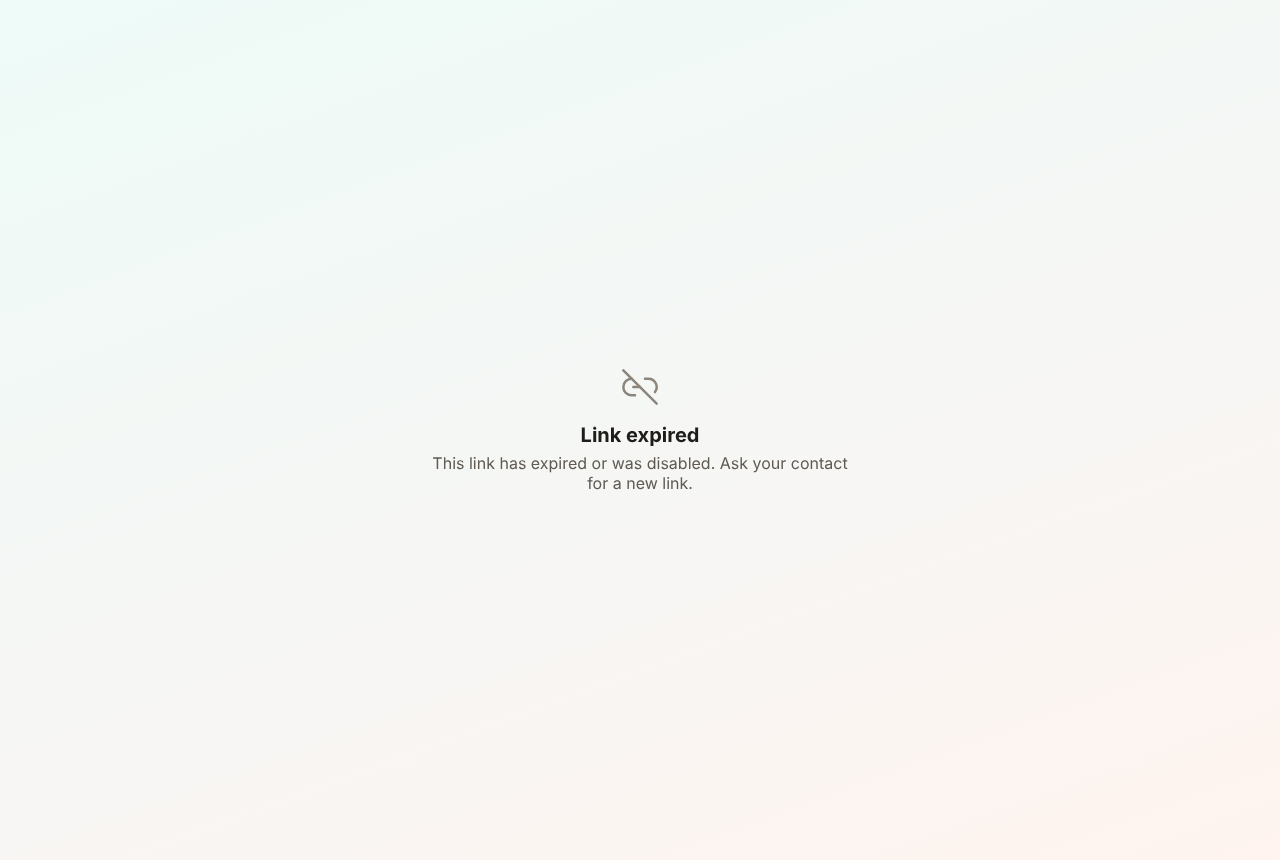 Link expired
This link has expired or was disabled. Ask your contact
for a new link.